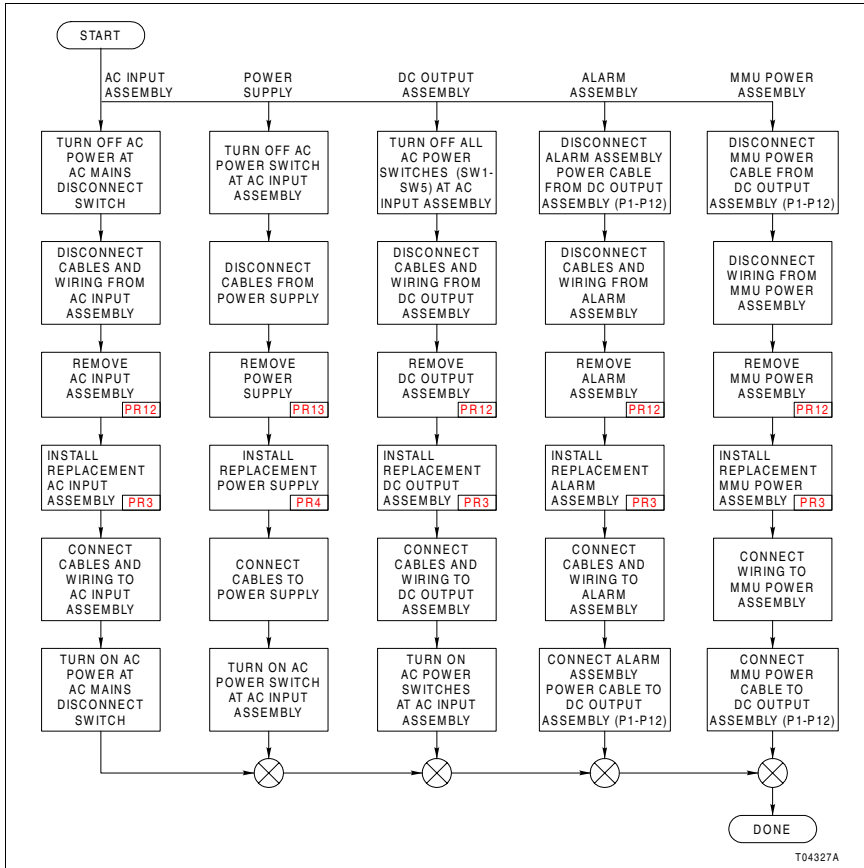 START
AC INPUT
ASSEMBLY
POWER
SUPPLY
DC OUTPUT
ASSEMBLY
ALARM
ASSEMBLY
MMU POWER
ASSEMBLY
TURN OFF AC
POWER AT
AC MAINS
DISCONNECT
SWITCH
TURN OFF AC
POWER SWITCH
AT AC INPUT
ASSEMBLY
TURN OFF ALL
AC POWER
SWITCHES (SW1-
SW5) AT AC
INPUT ASSEMBLY
DISCONNECT
ALARM ASSEMBLY
POWER CABLE
FROM DC OUTPUT
ASSEMBLY (P1-P12)
DISCONNECT
MMU POWER
CABLE FROM
DC OUTPUT
ASSEMBLY (P1-P12)
DISCONNECT
CABLES AND
WIRING FROM
AC INPUT
ASSEMBLY
DISCONNECT
CABLES FROM
POWER SUPPLY
DISCONNECT
CABLES AND
WIRING FROM
DC OUTPUT
ASSEMBLY
DISCONNECT
CABLES AND
WIRING FROM
ALARM
ASSEMBLY
DISCONNECT
WIRING FROM
MMU POWER
ASSEMBLY
REMOVE
AC INPUT
ASSEMBLY
PR12
REMOVE
POWER
SUPPLY
PR13
REMOVE
DC OUTPUT
ASSEMBLY
PR12
REMOVE
ALARM
ASSEMBLY
PR12
REMOVE
MMU POWER
ASSEMBLY
PR12
INSTALL
REPLACEMENT
AC INPUT
ASSEMBLY
PR3
INSTALL
REPLACEMENT
POWER SUPPLY
PR4
INSTALL
REPLACEMENT
DC OUTPUT
ASSEMBLY
PR3
INSTALL
REPLACEMENT
ALARM
ASSEMBLY
PR3
INSTALL
REPLACEMENT
MMU POWER
ASSEMBLY
PR3
CONNECT
CABLES AND
WIRING TO
AC INPUT
ASSEMBLY
CONNECT
CABLES TO
POWER SUPPLY
CONNECT
CABLES AND
WIRING TO
DC OUTPUT
ASSEMBLY
CONNECT
CABLES AND
WIRING TO
ALARM
ASSEMBLY
CONNECT
WIRING TO
MMU POWER
ASSEMBLY
TURN ON AC
POWER AT
AC MAINS
DISCONNECT
SWITCH
TURN ON AC
POWER SWITCH
AT AC INPUT
ASSEMBLY
TURN ON
AC POWER
SWITCHES
AT AC INPUT
ASSEMBLY
CONNECT ALARM
ASSEMBLY
POWER CABLE TO
DC OUTPUT
ASSEMBLY (P1-P12)
CONNECT
MMU POWER
CABLE TO
DC OUTPUT
ASSEMBLY (P1-P12)
DONE
T04327A